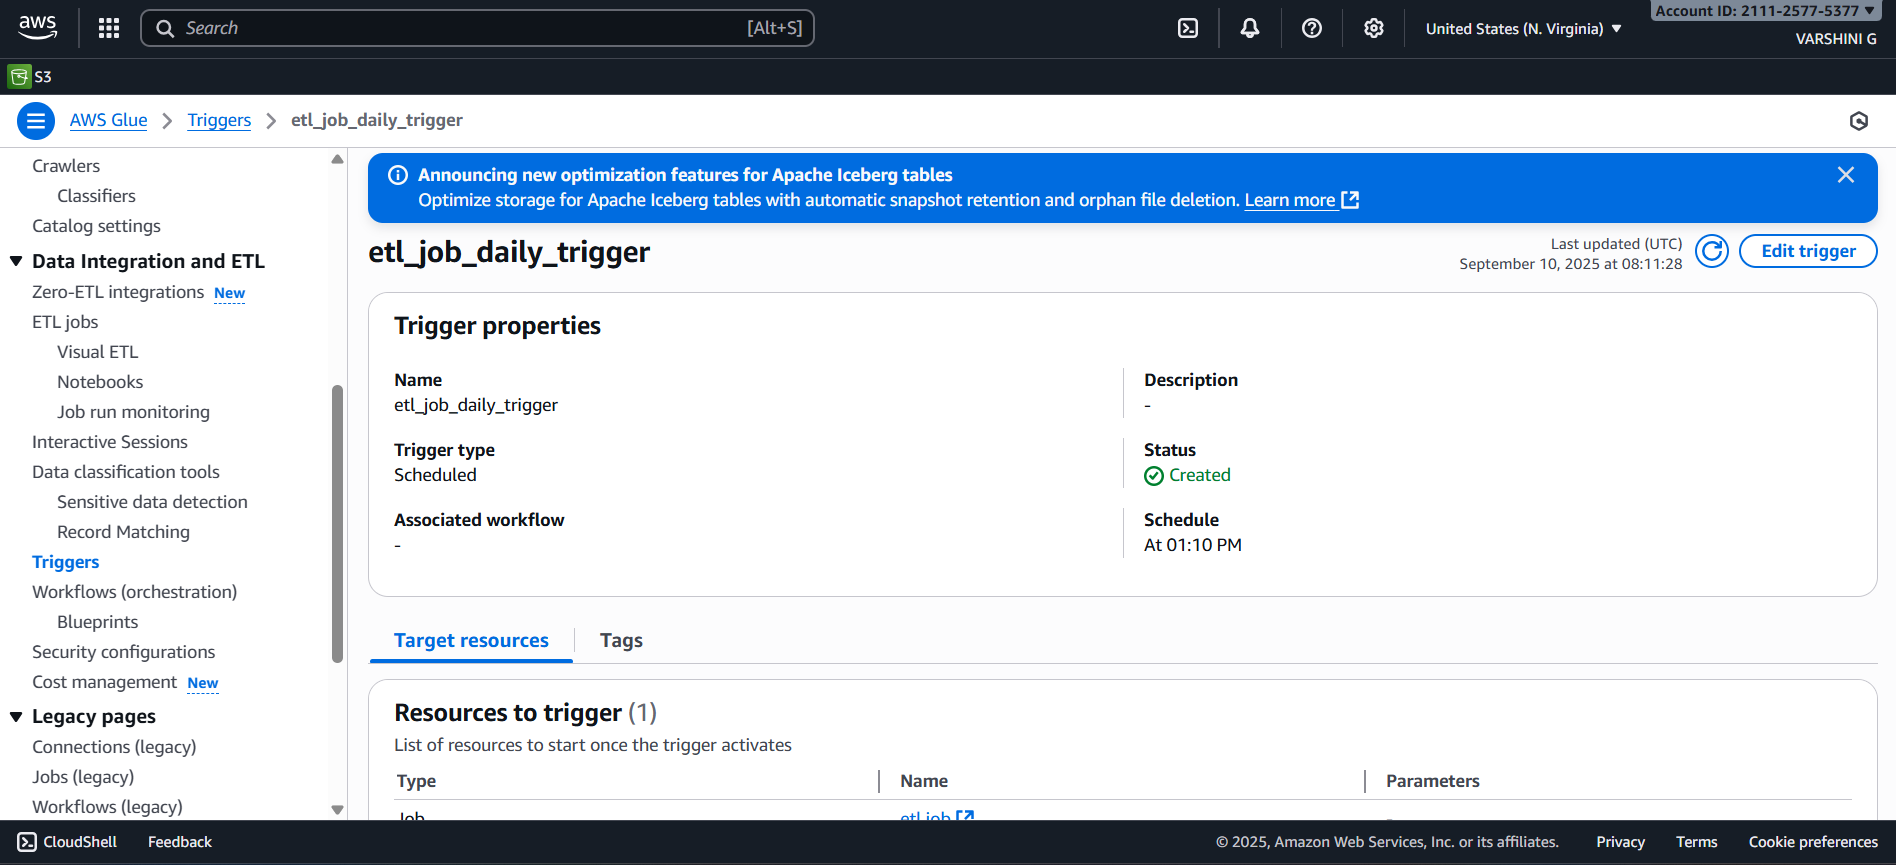 aws
Search [Alt+S]
United States (N. Virginia)
Account ID: 2111-2577-5377
VARSHINI G
S3
AWS Glue
Triggers
etl_job_daily_trigger
Crawlers
Classifiers
Catalog settings
Data Integration and ETL
Zero-ETL integrations New
ETL jobs
Visual ETL
Notebooks
Job run monitoring
Interactive Sessions
Data classification tools
Sensitive data detection
Record Matching
Triggers
Workflows (orchestration)
Blueprints
Security configurations
Cost management New
Legacy pages
Connections (legacy)
Jobs (legacy)
Workflows (legacy)
Announcing new optimization features for Apache Iceberg tables
Optimize storage for Apache Iceberg tables with automatic snapshot retention and orphan file deletion. Learn more
etl_job_daily_trigger
Last updated (UTC)
September 10, 2025 at 08:11:28
Edit trigger
Trigger properties
Name
etl_job_daily_trigger
Description
-
Trigger type
Scheduled
Status
Created
Associated workflow
-
Schedule
At 01:10 PM
Target resources
Tags
Resources to trigger (1)
List of resources to start once the trigger activates
Type Name Parameters
Job etl job -
CloudShell Feedback
© 2025, Amazon Web Services, Inc. or its affiliates. Privacy Terms Cookie preferences